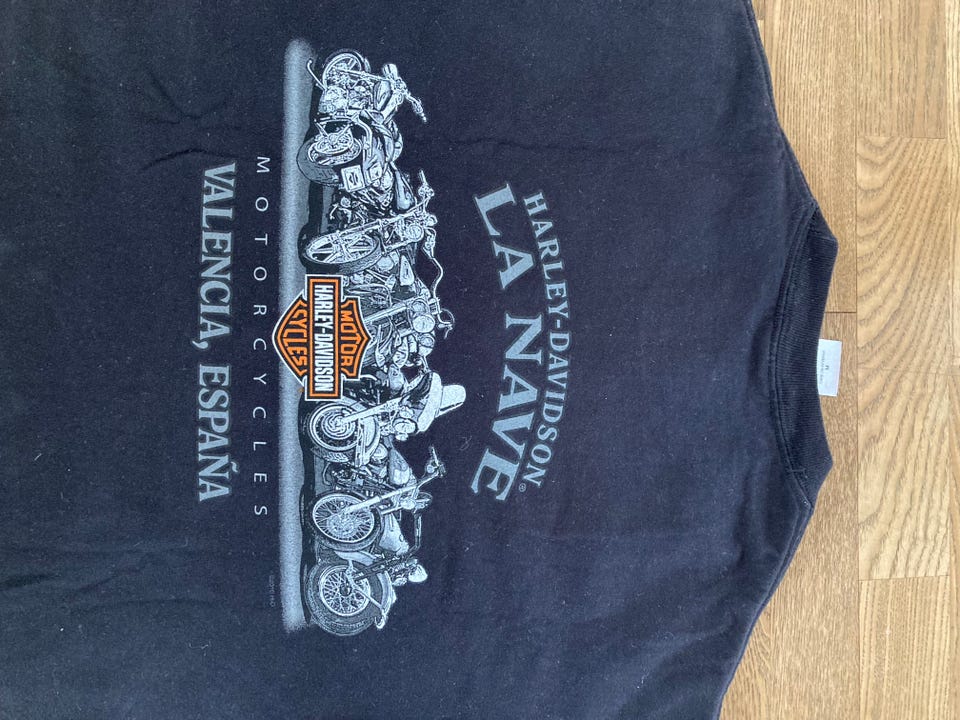 HARLEY-DAVIDSON
LA NAVE®
MOTOR
HARLEY-DAVIDSON
CYCLES
MOTORCYCLES
VALENCIA, ESPAÑA
M